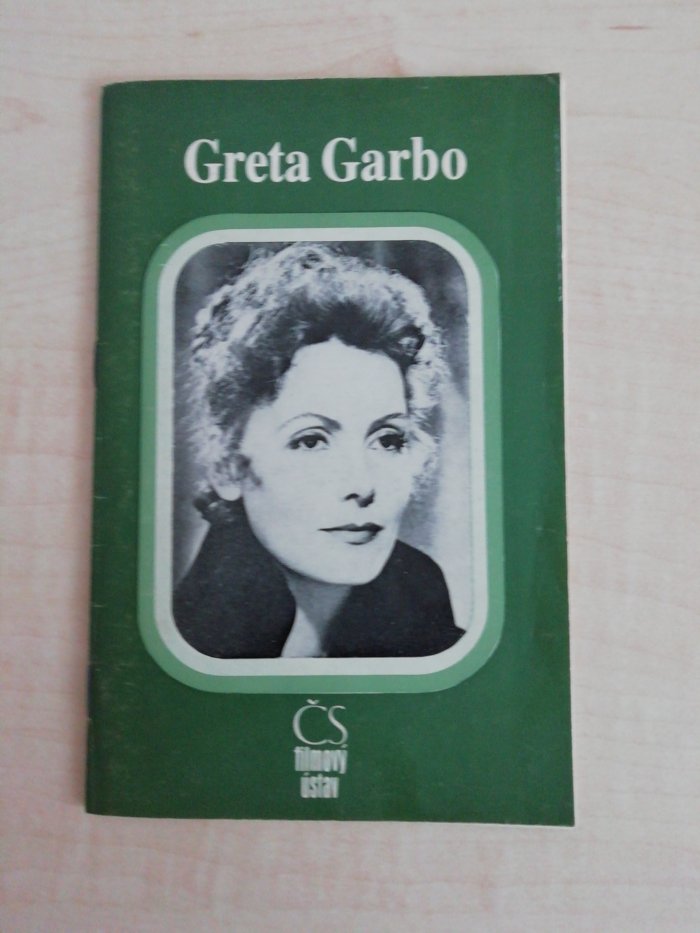 Greta Garbo
ČS
filmový
ústav